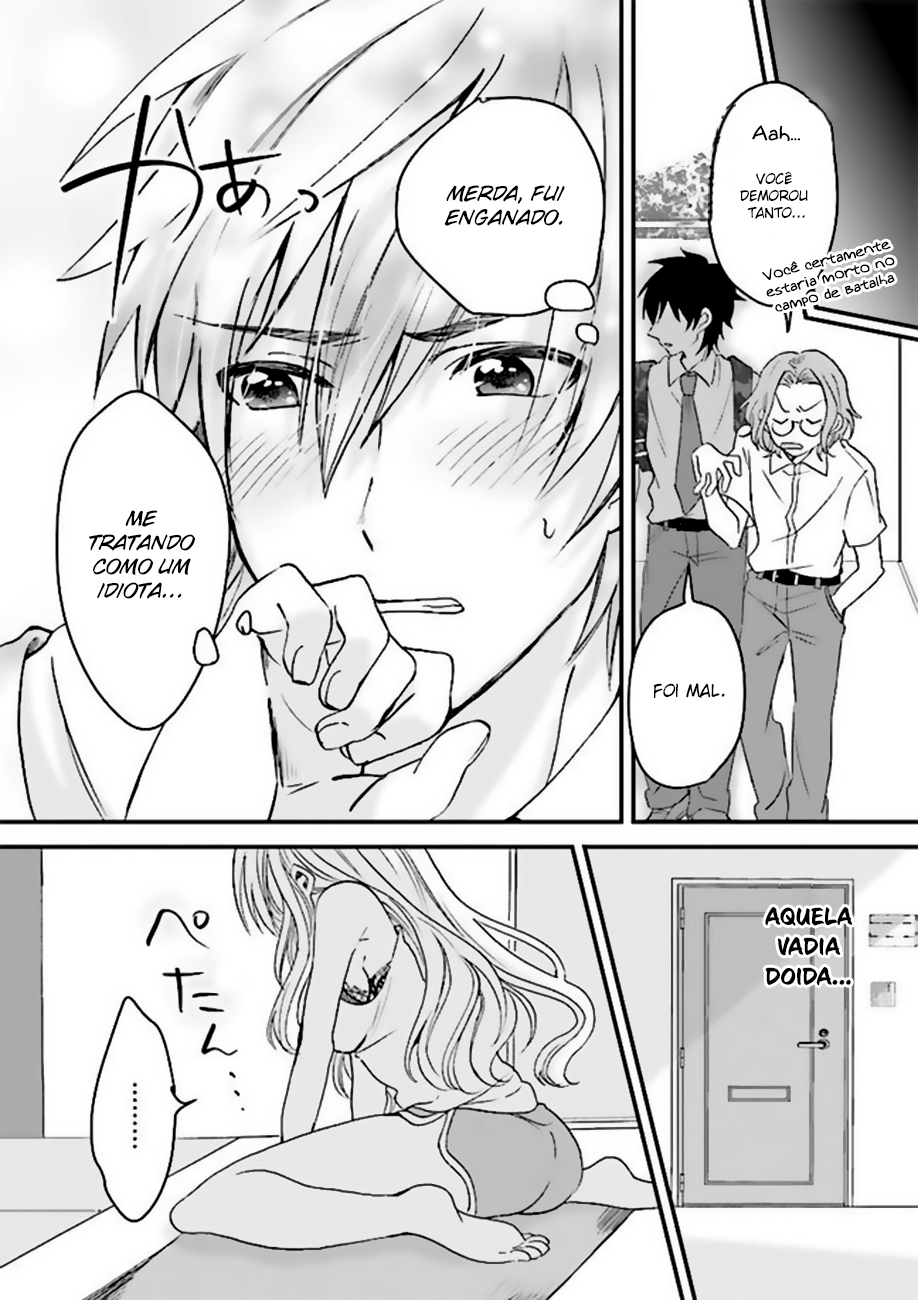 Aah...
VOCÊ
DEMOROU
TANTO...
Você certamente
estaria morto no
campo de Batalha
FOI MAL.
かあっ
MERDA, FUI
ENGANADO.
ME
TRATANDO
COMO UM
IDIOTA...
AQUELA
VADIA
DOIDA...
ぺたん…
.........